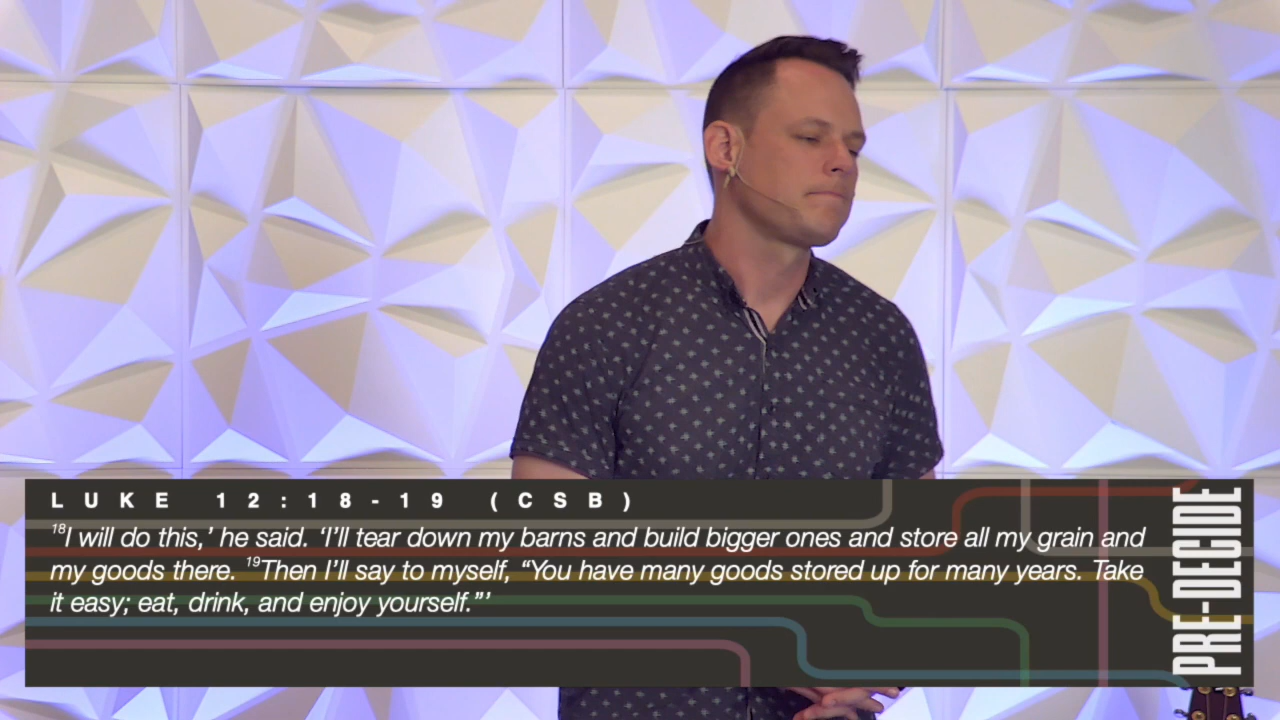 LUKE 12:18-19 (CSB)
¹⁸I will do this,’ he said. ‘I’ll tear down my barns and build bigger ones and store all my grain and
my goods there. ¹⁹Then I’ll say to myself, “You have many goods stored up for many years. Take
it easy; eat, drink, and enjoy yourself.”’
PRE-DECIDE